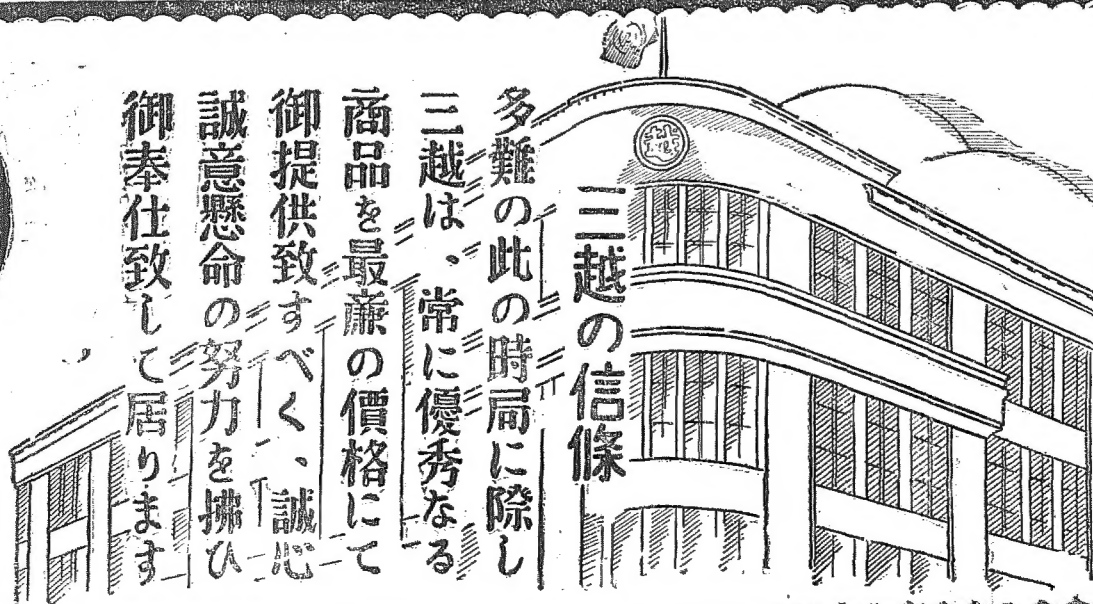 三越の信條
多難の此の時局に際し
三越は、常に優秀なる
商品を最廉の價格にて
御提供致すべく、誠心
誠意懸命の努力を拂ひ
御奉仕致して居ります